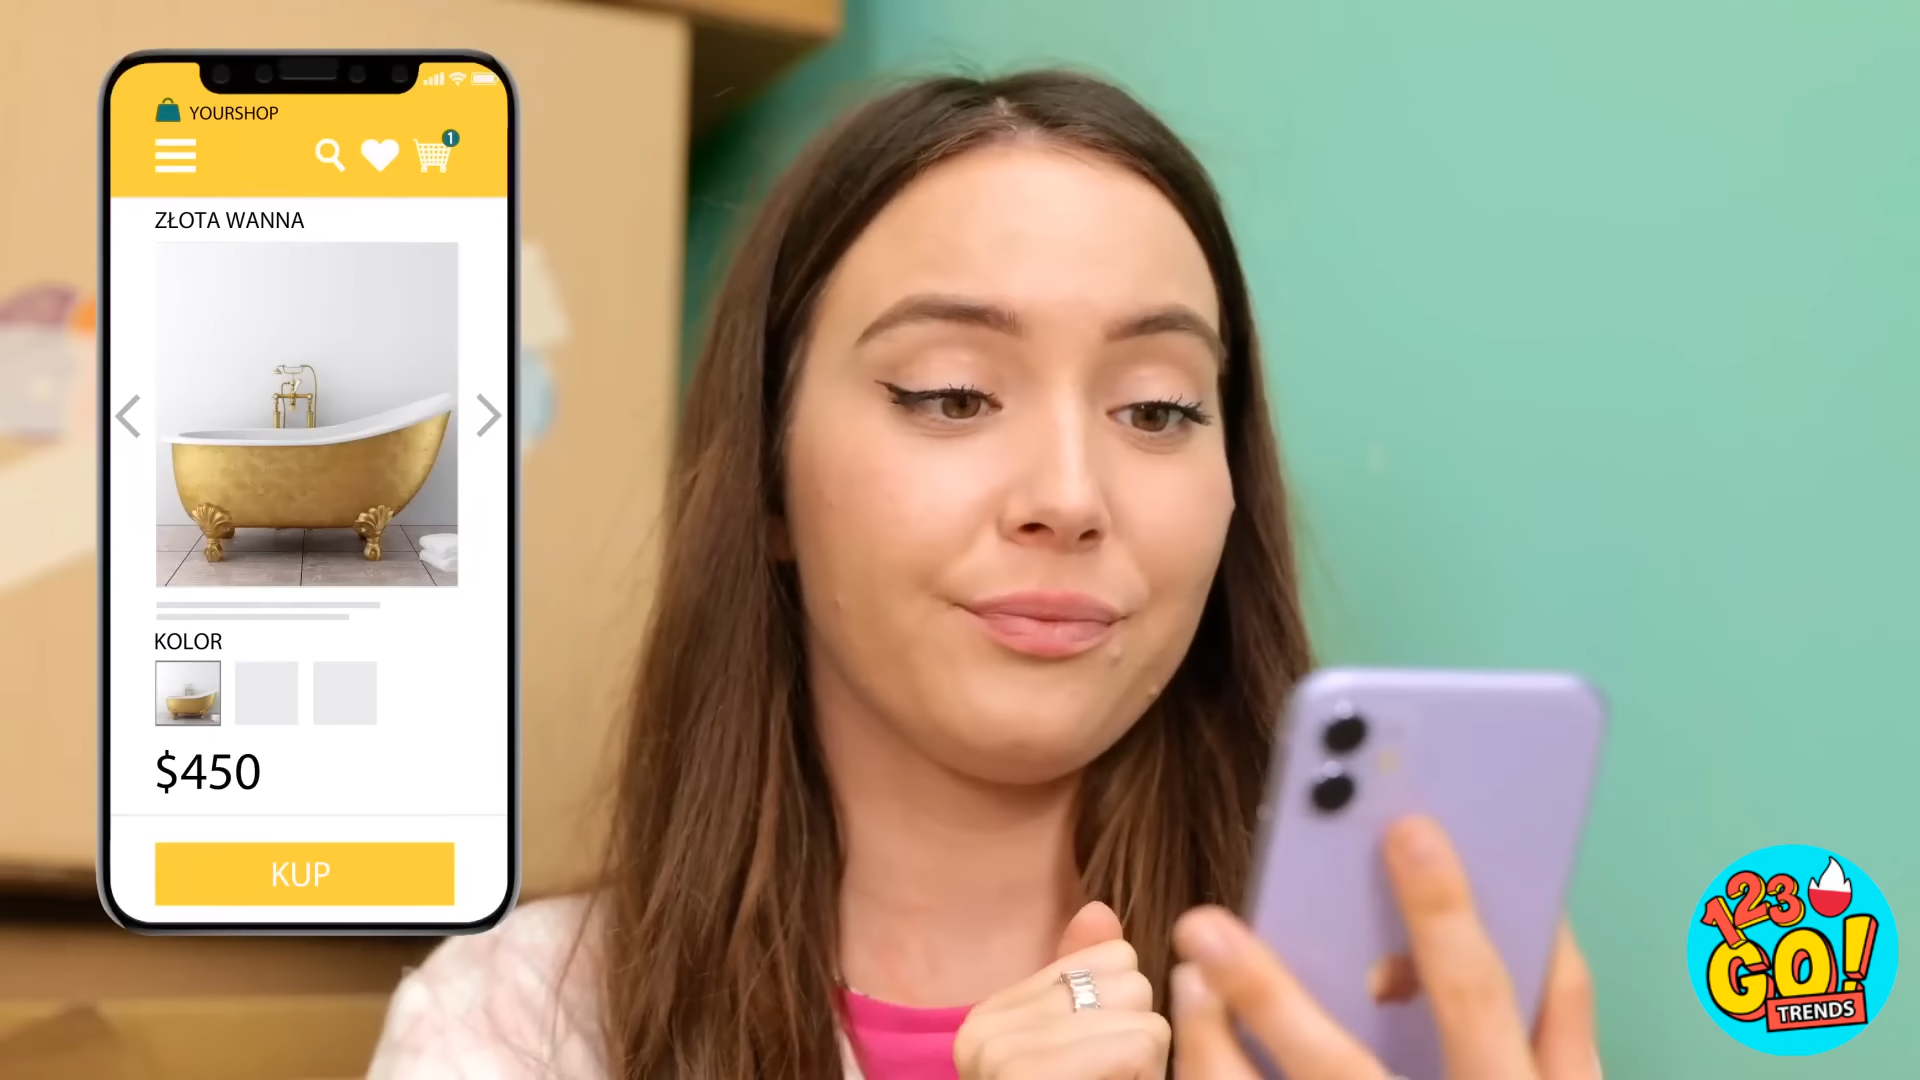 YOURSHOP
1
ZŁOTA WANNA
KOLOR
$450
KUP
123
GO!
TRENDS